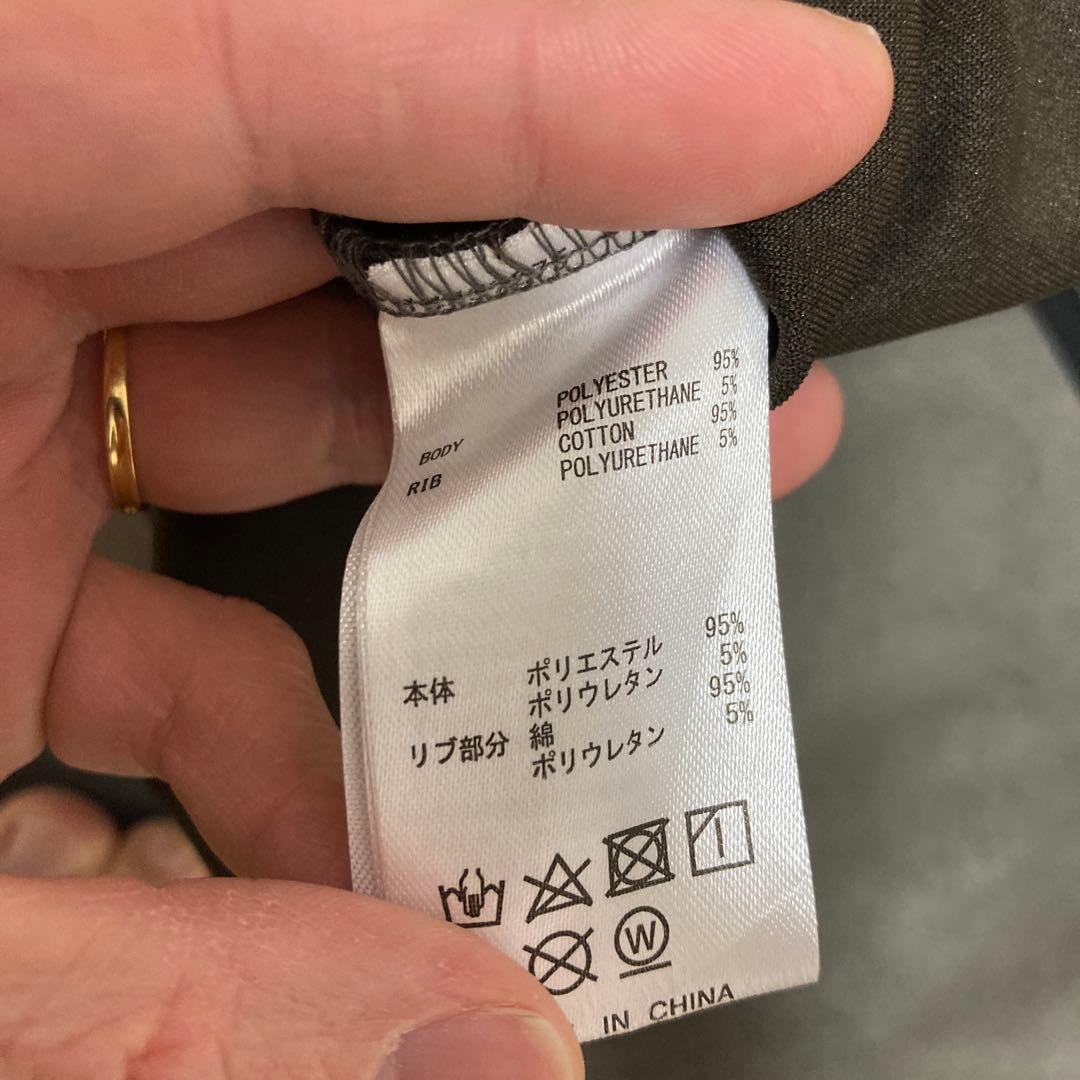 POLYESTER 95%
BODY POLYURETHANE 5%
RIB COTTON 95%
POLYURETHANE 5%
ポリエステル 95%
本体 ポリウレタン 5%
リブ部分 綿 95%
ポリウレタン 5%
W
IN CHINA